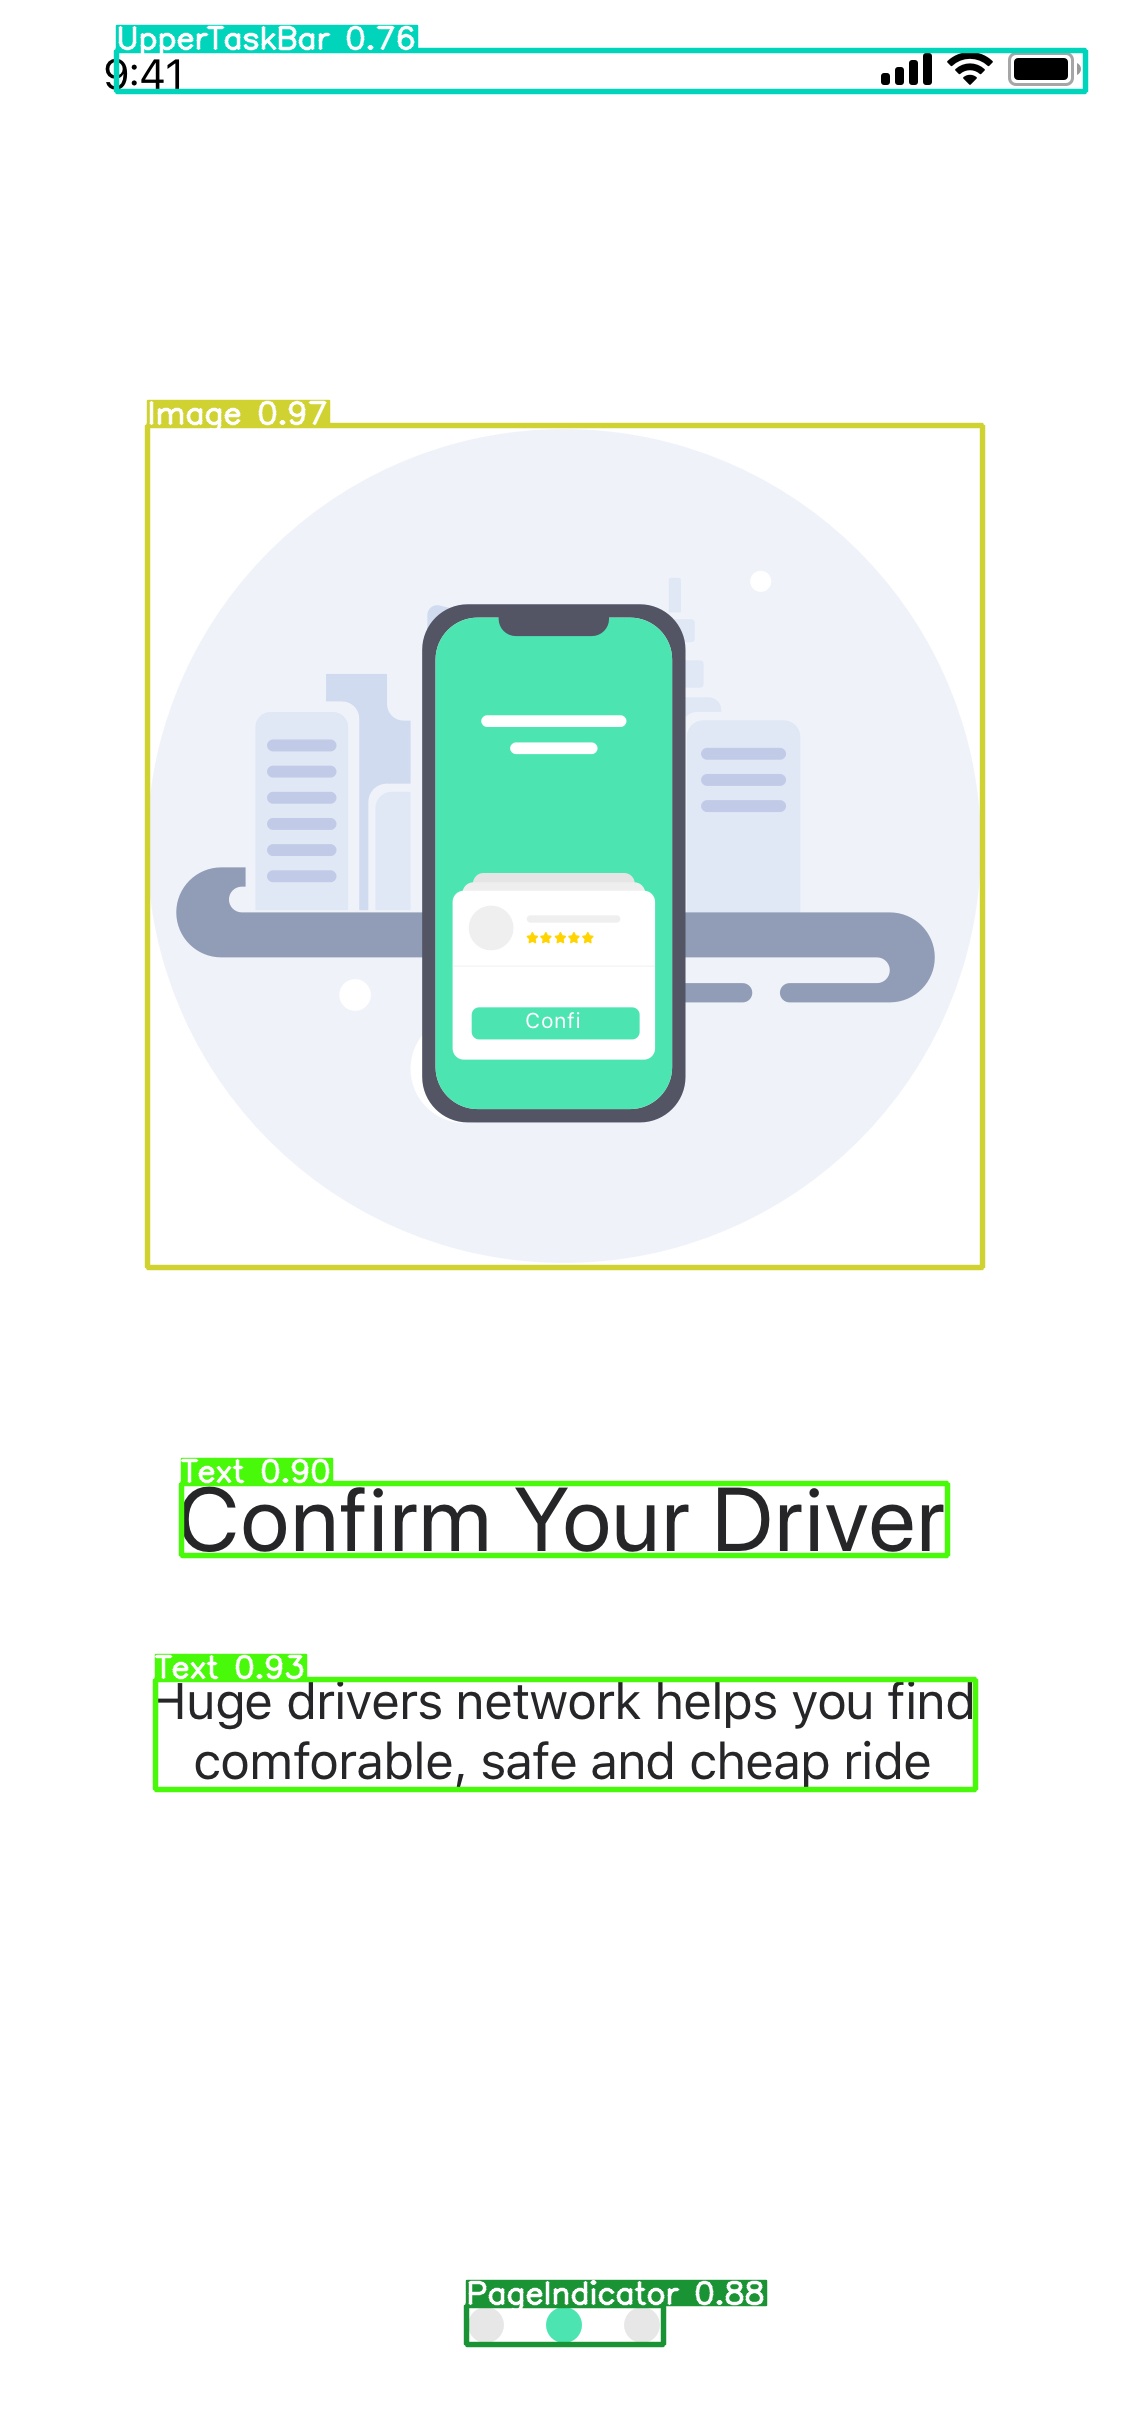 UpperTaskBar 0.76
9:41
Image 0.97
Confi
Text 0.90
Confirm Your Driver
Text 0.93
Huge drivers network helps you find
comforable, safe and cheap ride
PageIndicator 0.88